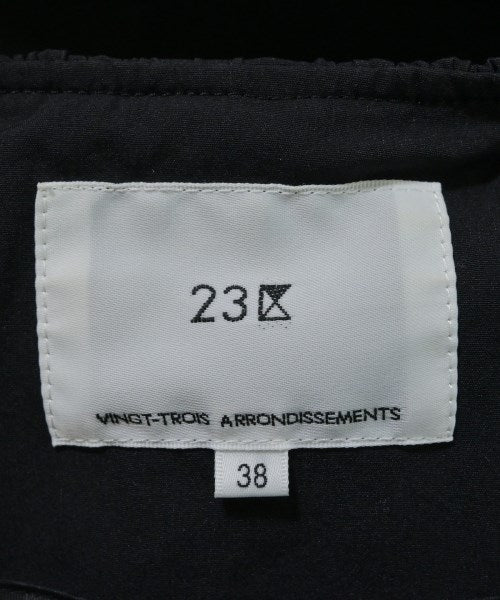 23区
VINGT-TROIS ARRONDISSEMENTS
38